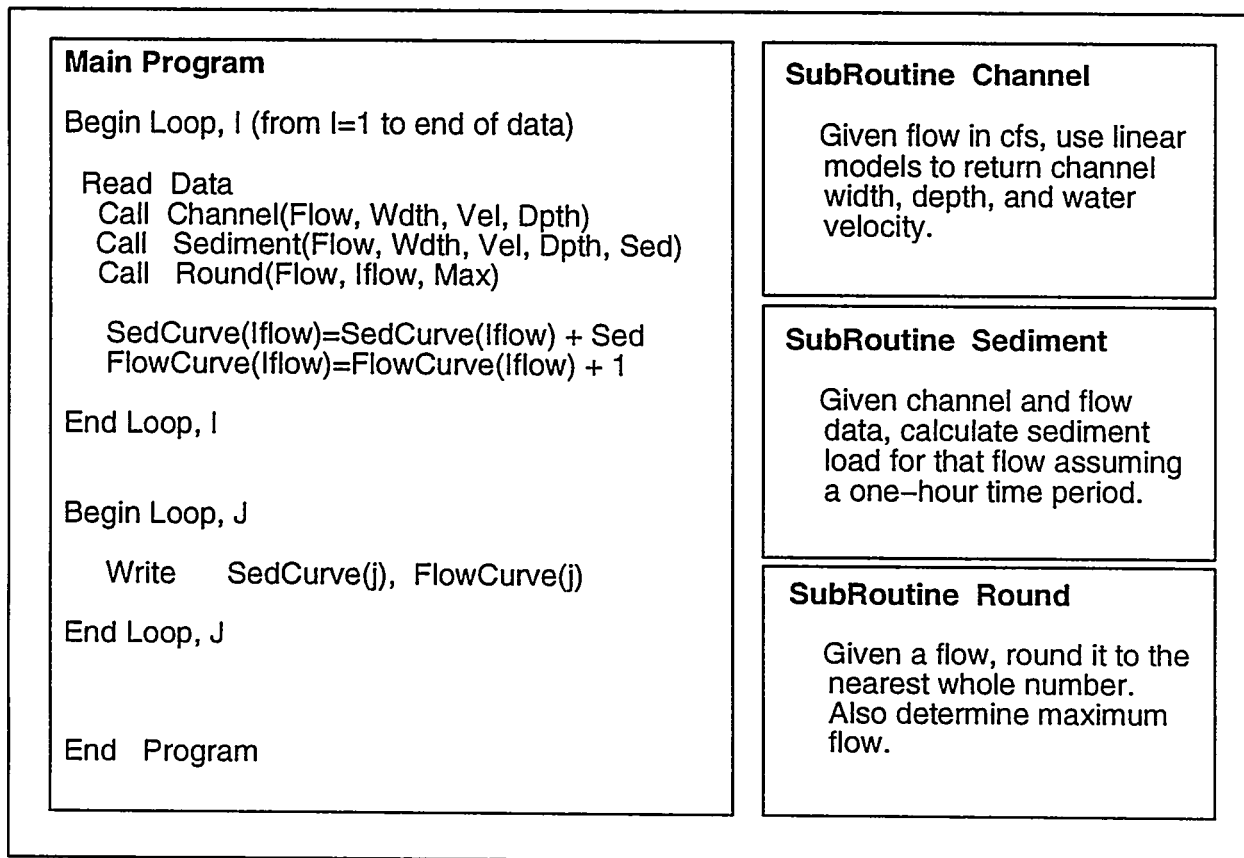 Main Program
Begin Loop, I (from I=1 to end of data)
Read Data
Call Channel(Flow, Wdth, Vel, Dpth)
Call Sediment(Flow, Wdth, Vel, Dpth, Sed)
Call Round(Flow, Iflow, Max)
SedCurve(Iflow)=SedCurve(Iflow) + Sed
FlowCurve(Iflow)=FlowCurve(Iflow) + 1
End Loop, I
Begin Loop, J
Write SedCurve(j), FlowCurve(j)
End Loop, J
End Program
SubRoutine Channel
Given flow in cfs, use linear
models to return channel
width, depth, and water
velocity.
SubRoutine Sediment
Given channel and flow
data, calculate sediment
load for that flow assuming
a one–hour time period.
SubRoutine Round
Given a flow, round it to the
nearest whole number.
Also determine maximum
flow.